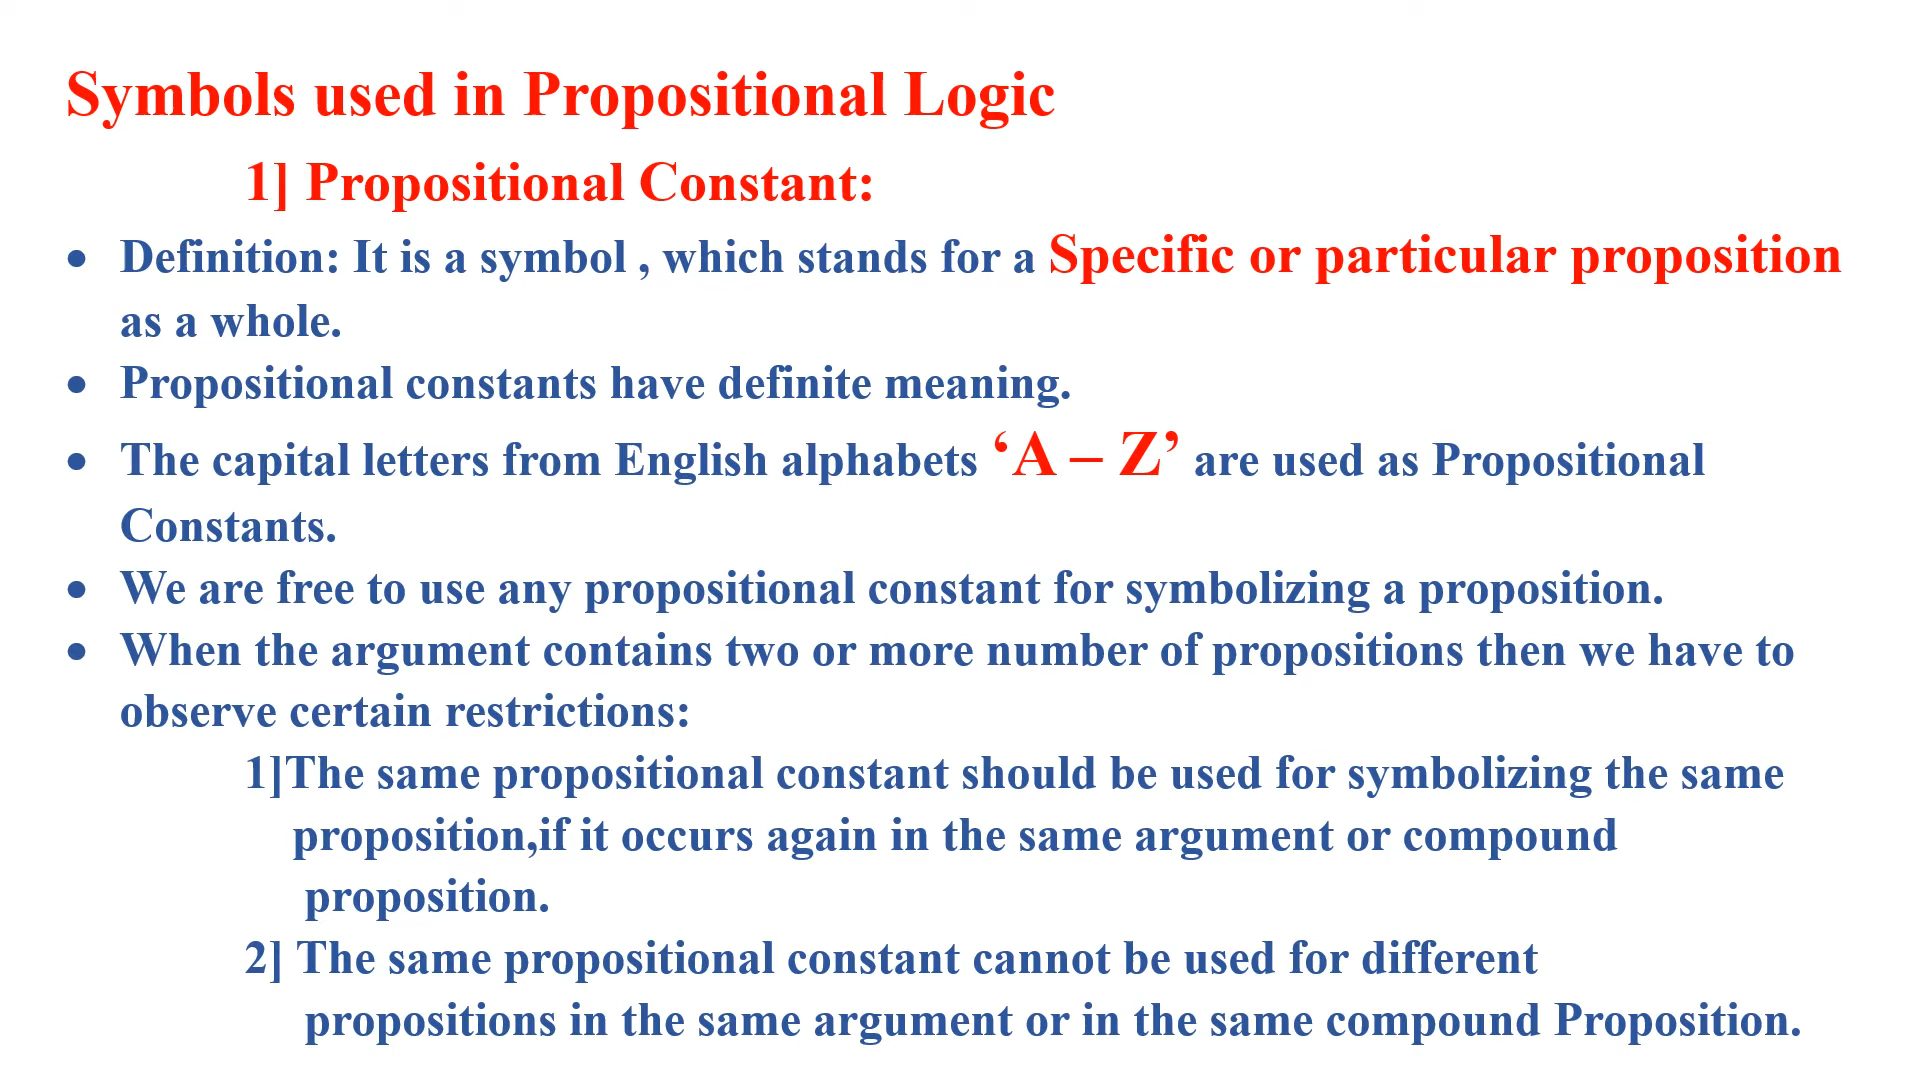 Symbols used in Propositional Logic
1] Propositional Constant:
• Definition: It is a symbol , which stands for a Specific or particular proposition
as a whole.
• Propositional constants have definite meaning.
• The capital letters from English alphabets ‘A – Z’ are used as Propositional
Constants.
• We are free to use any propositional constant for symbolizing a proposition.
• When the argument contains two or more number of propositions then we have to
observe certain restrictions:
1]The same propositional constant should be used for symbolizing the same
proposition,if it occurs again in the same argument or compound
proposition.
2] The same propositional constant cannot be used for different
propositions in the same argument or in the same compound Proposition.